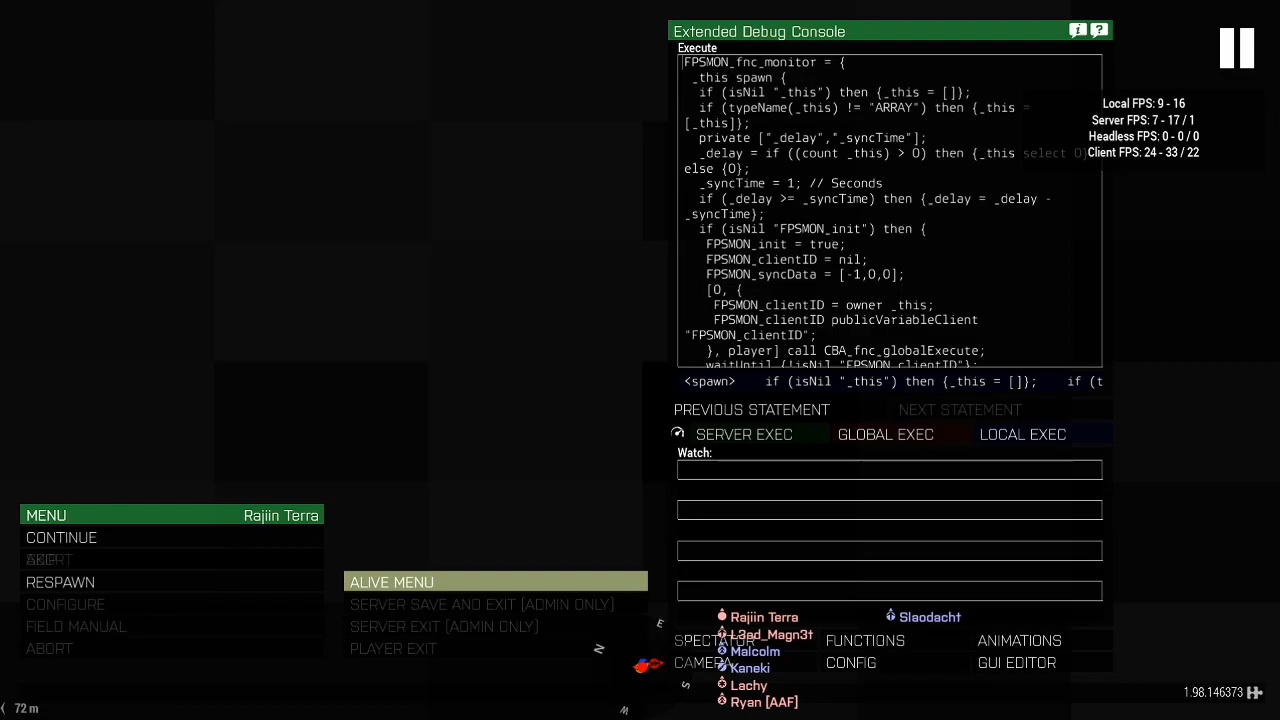 Extended Debug Console
Execute
FPSMON_fnc_monitor = {
_this spawn {
if (isNil "_this") then {_this = []};
if (typeName(_this) != "ARRAY") then {_this =
[_this]};
private ["_delay","_syncTime"];
_delay = if ((count _this) > 0) then {_this select 0}
else {0};
_syncTime = 1; // Seconds
if (_delay >= _syncTime) then {_delay = _delay -
_syncTime};
if (isNil "FPSMON_init") then {
FPSMON_init = true;
FPSMON_clientID = nil;
FPSMON_syncData = [-1,0,0];
[0, {
FPSMON_clientID = owner _this;
FPSMON_clientID publicVariableClient
"FPSMON_clientID";
}, player] call CBA_fnc_globalExecute;
waitUntil {!isNil "FPSMON_clientID"};
Local FPS: 9 - 16
Server FPS: 7 - 17 / 1
Headless FPS: 0 - 0 / 0
Client FPS: 24 - 33 / 22
<spawn>    if (isNil "_this") then {_this = []};    if (t
PREVIOUS STATEMENT
NEXT STATEMENT
SERVER EXEC
GLOBAL EXEC
LOCAL EXEC
Watch:
MENU
Rajiin Terra
CONTINUE
RESPAWN
CONFIGURE
FIELD MANUAL
ABORT
ALIVE MENU
SERVER SAVE AND EXIT (ADMIN ONLY)
SERVER EXIT (ADMIN ONLY)
PLAYER EXIT
Rajiin Terra
Slaodacht
L3ad_Magn3t
Malcolm
Kaneki
Lachy
Ryan [AAF]
SPECTATOR
FUNCTIONS
ANIMATIONS
CAMERA
CONFIG
GUI EDITOR
E
N
S
72 m
1.98.146373